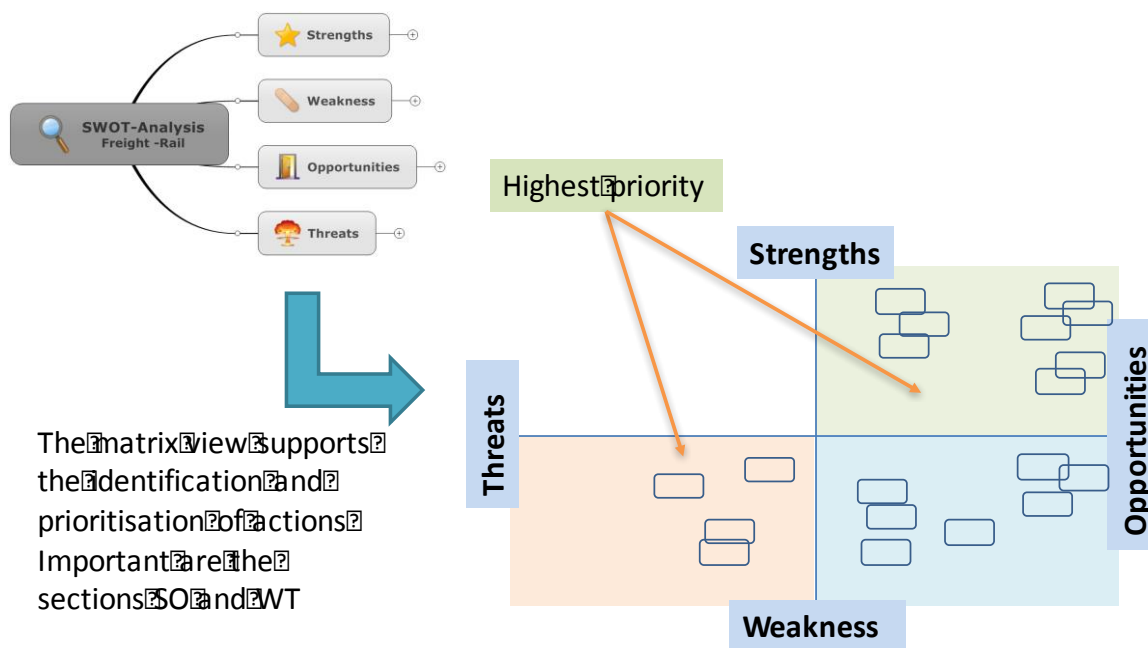 Strengths
Weakness
SWOT-Analysis
Freight -Rail
Opportunities
Threats
Highest⍰priority
Strengths
Threats
Opportunities
Weakness
The⍰matrix⍰view⍰supports⍰
the⍰identification⍰and⍰
prioritisation⍰of⍰actions⍰
Important⍰are⍰the⍰
sections⍰SO⍰and⍰WT